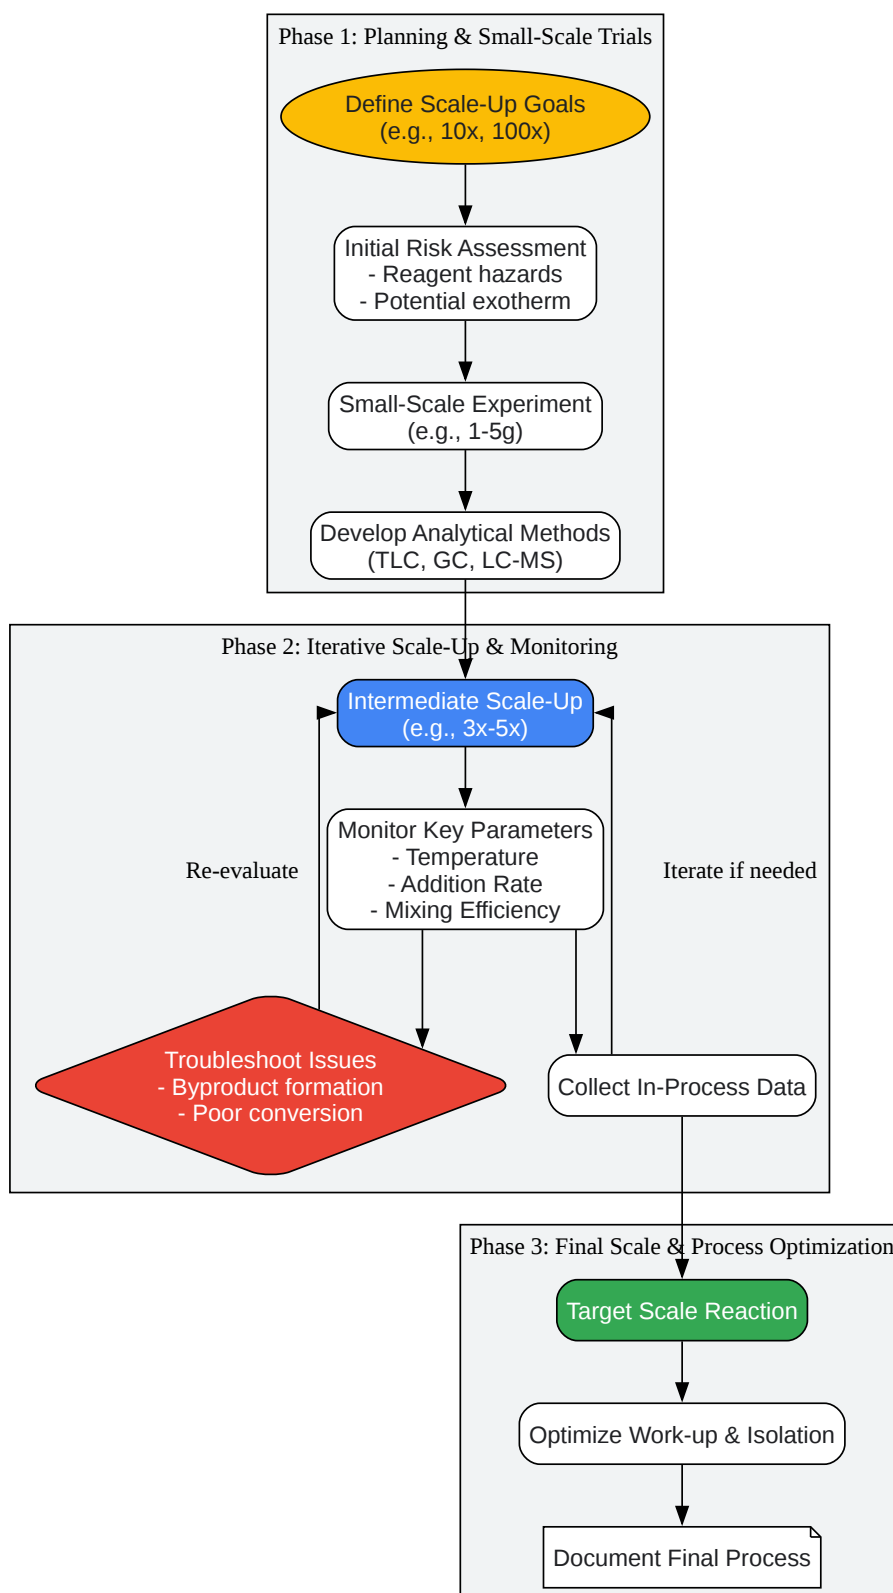 Phase 1: Planning & Small-Scale Trials
Define Scale-Up Goals
(e.g., 10x, 100x)
Initial Risk Assessment
- Reagent hazards
- Potential exotherm
Small-Scale Experiment
(e.g., 1-5g)
Develop Analytical Methods
(TLC, GC, LC-MS)
Phase 2: Iterative Scale-Up & Monitoring
Intermediate Scale-Up
(e.g., 3x-5x)
Monitor Key Parameters
- Temperature
- Addition Rate
- Mixing Efficiency
Re-evaluate
Iterate if needed
Troubleshoot Issues
- Byproduct formation
- Poor conversion
Collect In-Process Data
Phase 3: Final Scale & Process Optimization
Target Scale Reaction
Optimize Work-up & Isolation
Document Final Process